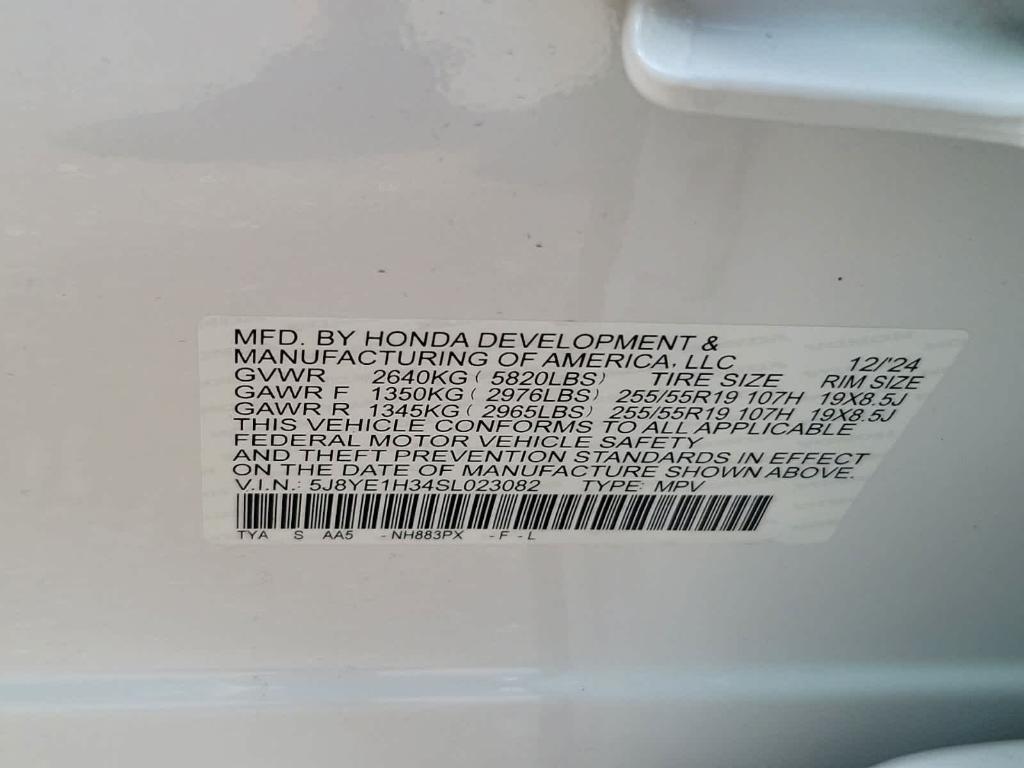 MFD. BY HONDA DEVELOPMENT &
MANUFACTURING OF AMERICA, LLC 12/'24
GVWR 2640KG ( 5820LBS) TIRE SIZE RIM SIZE
GAWR F 1350KG ( 2976LBS) 255/55R19 107H 19X8.5J
GAWR R 1345KG ( 2965LBS) 255/55R19 107H 19X8.5J
THIS VEHICLE CONFORMS TO ALL APPLICABLE
FEDERAL MOTOR VEHICLE SAFETY
AND THEFT PREVENTION STANDARDS IN EFFECT
ON THE DATE OF MANUFACTURE SHOWN ABOVE.
V.I.N.: 5J8YE1H34SL023082 TYPE: MPV
TYA S AA5 -NH883PX -F -L